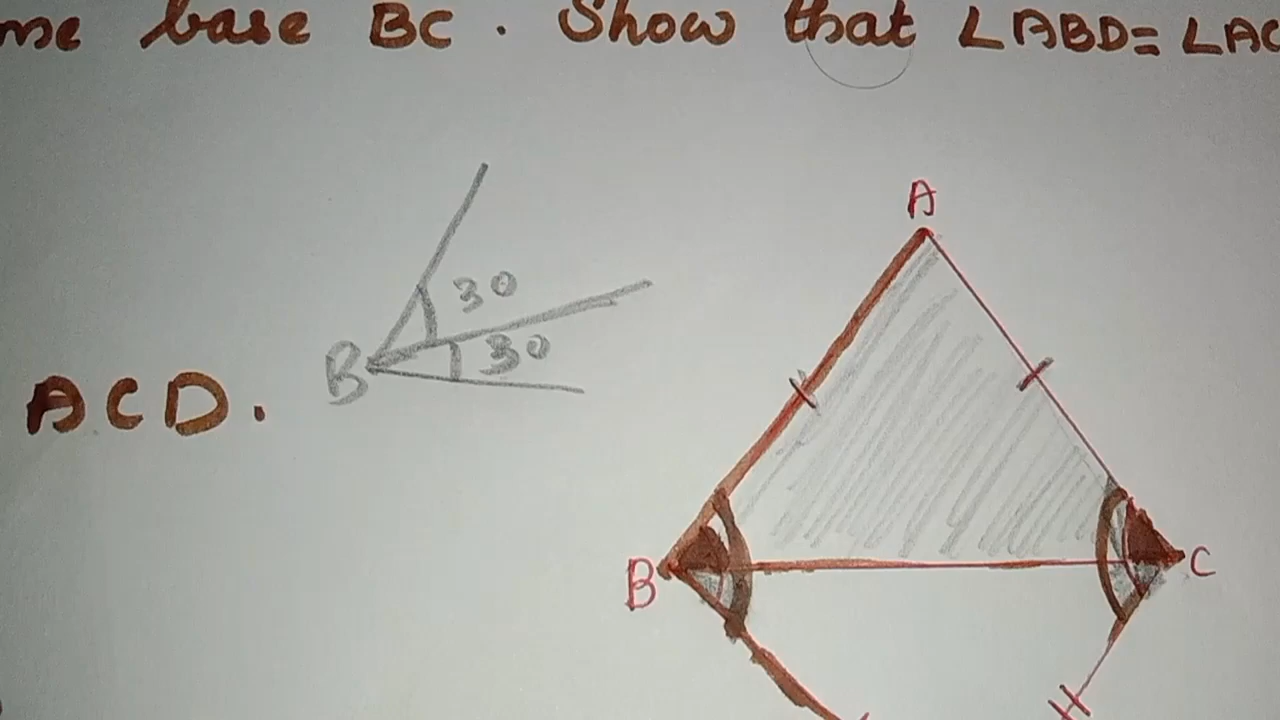 me base BC. Show that ∠ABD = ∠AC
A
30
30
B
ACD.
B
C